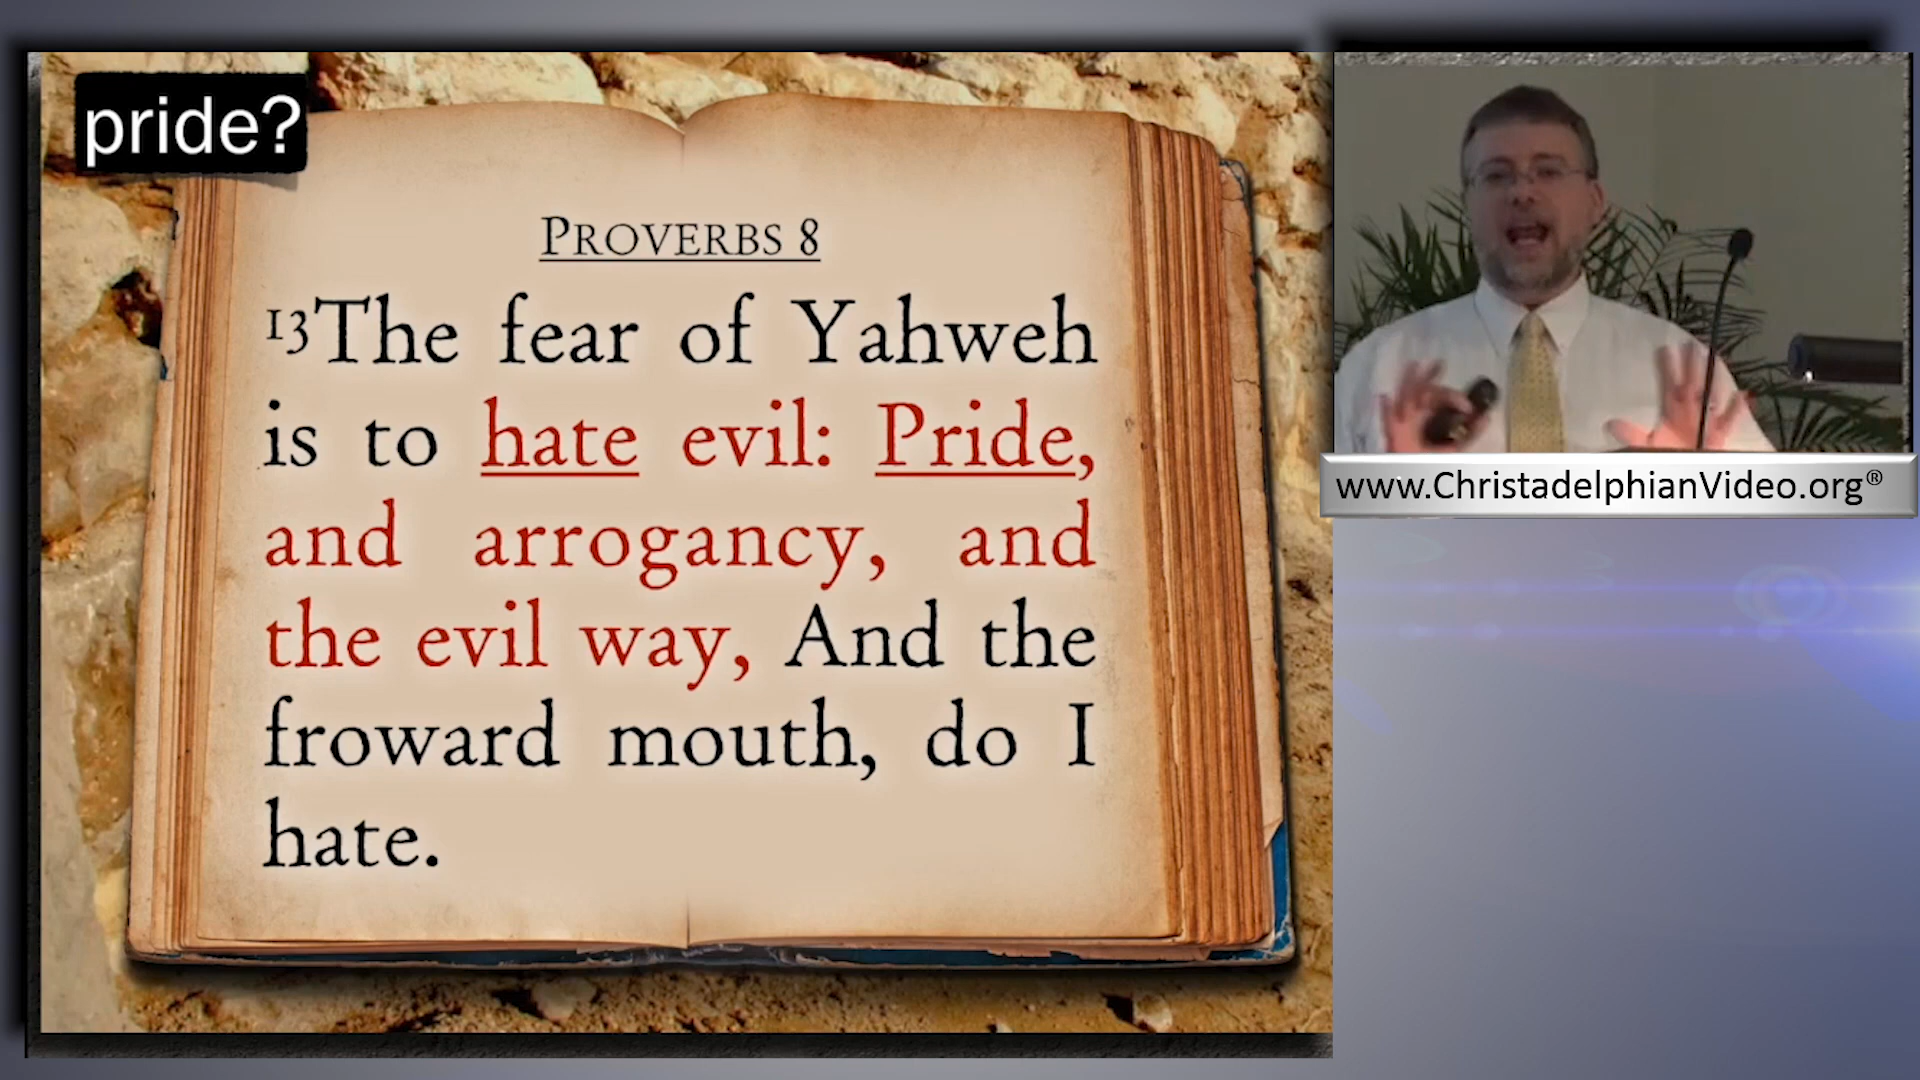 pride?
PROVERBS 8
13The fear of Yahweh
is to hate evil: Pride,
and arrogancy, and
the evil way, And the
froward mouth, do I
hate.
www.ChristadelphianVideo.org®